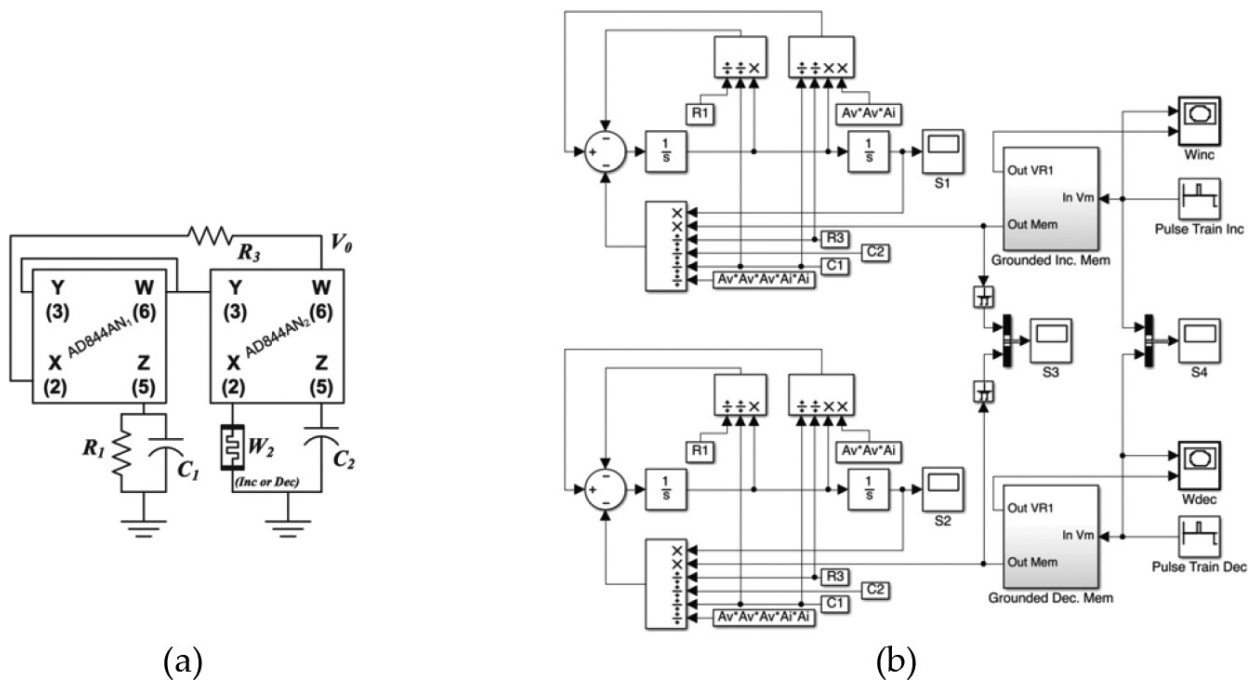 R3
V0
Y
W
Y
W
(3)
(6)
(3)
(6)
AD844AN1
AD844AN2
X
Z
X
Z
(2)
(5)
(2)
(5)
R1
C1
W2
C2
(Inc or Dec)
(a)
÷ ÷ ×
÷ ÷ × ×
R1
Av*Av*Ai
−
+
−
1
s
1
s
S1
×
×
÷
÷
÷
÷
R3
C2
C1
Av*Av*Av*Ai*Ai
Out VR1
In Vm
Out Mem
Grounded Inc. Mem
Winc
Pulse Train Inc
S3
S4
÷ ÷ ×
÷ ÷ × ×
R1
Av*Av*Ai
−
+
−
1
s
1
s
S2
×
×
÷
÷
÷
÷
R3
C2
C1
Av*Av*Av*Ai*Ai
Out VR1
In Vm
Out Mem
Grounded Dec. Mem
Wdec
Pulse Train Dec
(b)